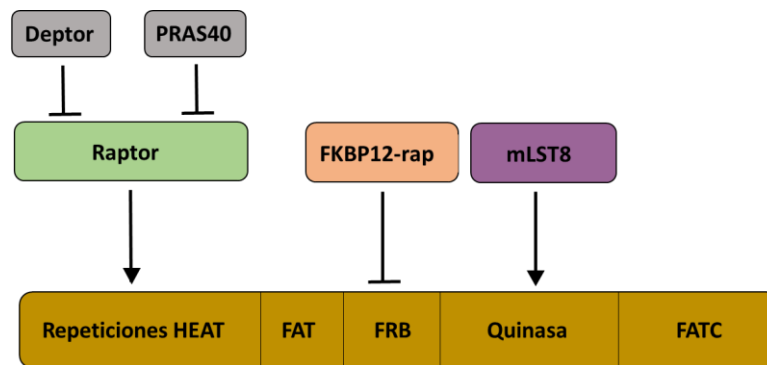 Deptor
PRAS40
Raptor
FKBP12-rap
mLST8
Repeticiones HEAT
FAT
FRB
Quinasa
FATC